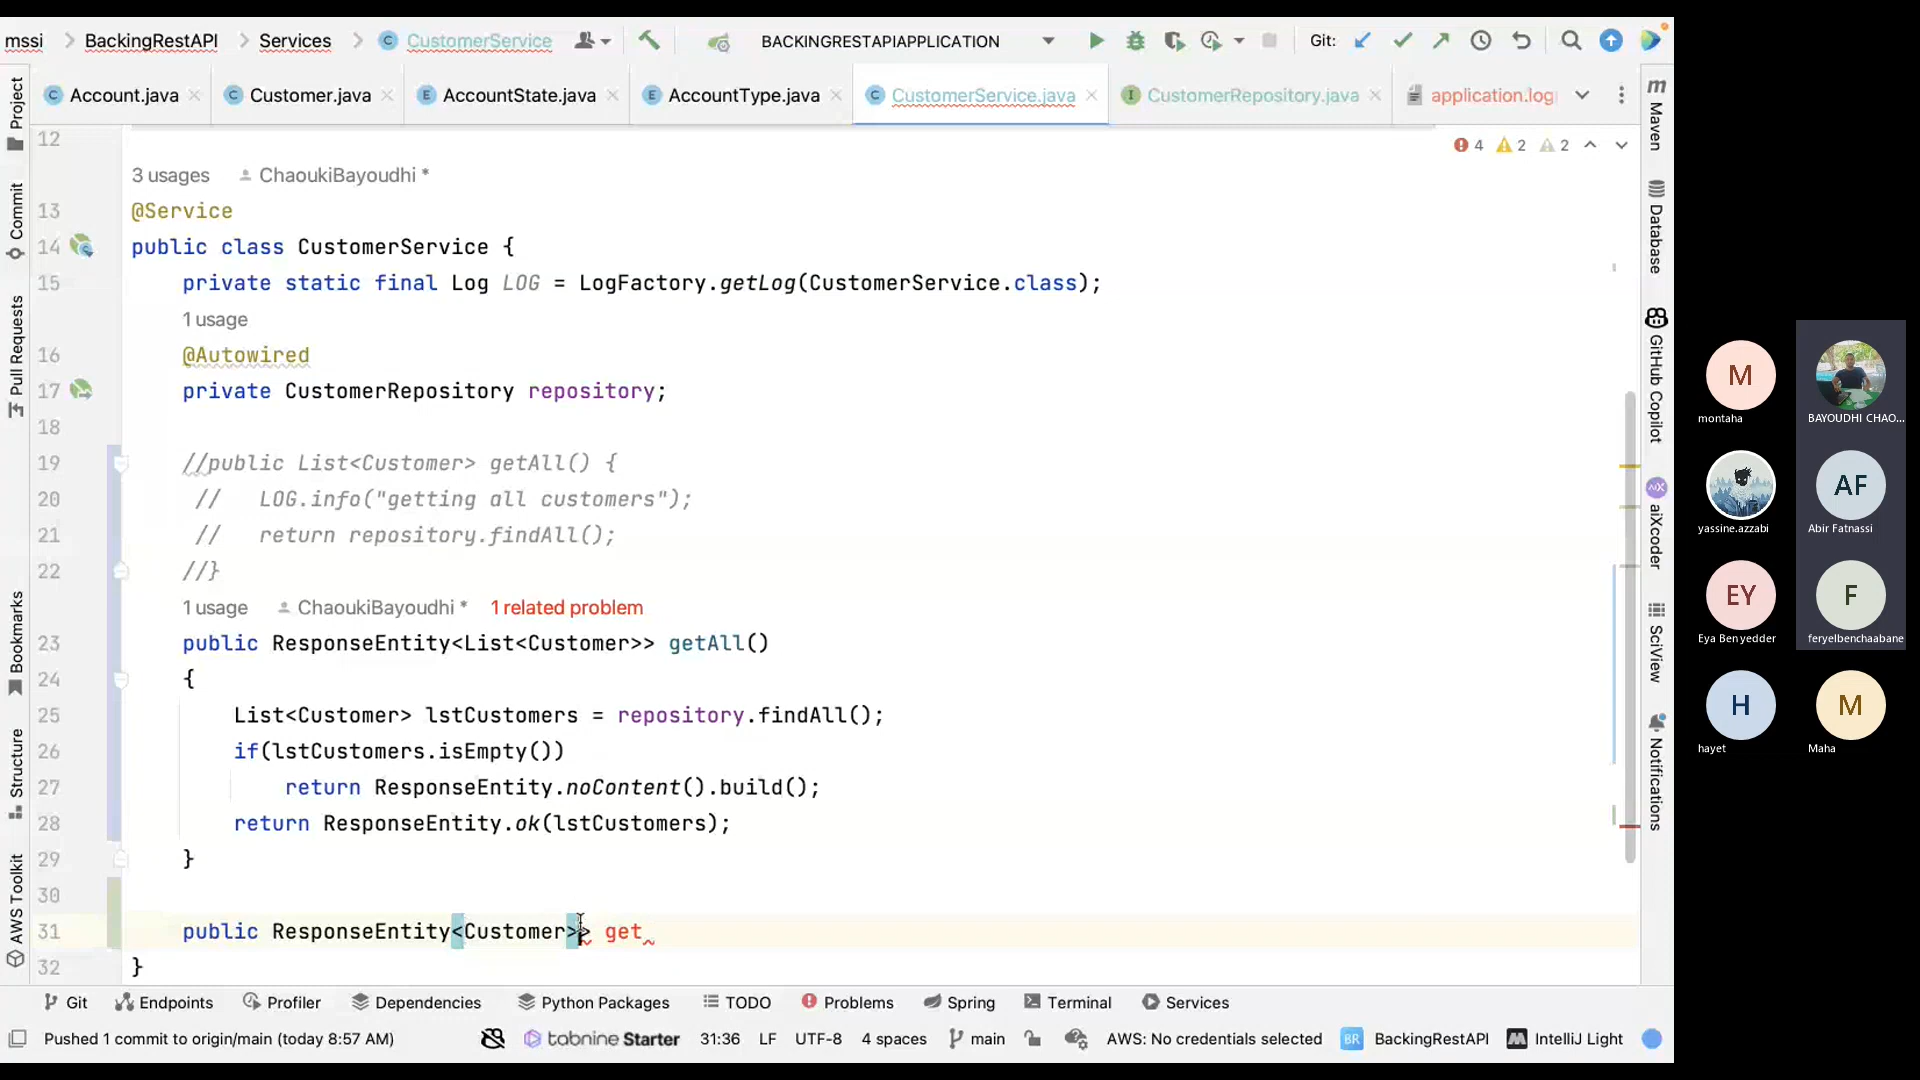 mssi BackingRestAPI Services CustomerService BACKINGRESTAPIAPPLICATION Git:
Account.java Customer.java AccountState.java AccountType.java CustomerService.java CustomerRepository.java application.log
4 2 2
12
3 usages ChaoukiBayoudhi *
13 @Service
14 public class CustomerService {
15 private static final Log LOG = LogFactory.getLog(CustomerService.class);
1 usage
16 @Autowired
17 private CustomerRepository repository;
18
19 //public List<Customer> getAll() {
20 // LOG.info("getting all customers");
21 // return repository.findAll();
22 //}
1 usage ChaoukiBayoudhi * 1 related problem
23 public ResponseEntity<List<Customer>> getAll()
24 {
25 List<Customer> lstCustomers = repository.findAll();
26 if(lstCustomers.isEmpty())
27 return ResponseEntity.noContent().build();
28 return ResponseEntity.ok(lstCustomers);
29 }
30
31 public ResponseEntity<Customer>> get
32 }
Git Endpoints Profiler Dependencies Python Packages TODO Problems Spring Terminal Services
Pushed 1 commit to origin/main (today 8:57 AM) tabnine Starter 31:36 LF UTF-8 4 spaces main AWS: No credentials selected BR BackingRestAPI IntelliJ Light
Project
Commit
Pull Requests
Bookmarks
Structure
AWS Toolkit
m Maven
Database
GitHub Copilot
aiXcoder
SciView
Notifications
M
montaha
BAYOUDHI CHAO...
yassine.azzabi
AF
Abir Fatnassi
EY
Eya Ben yedder
F
feryelbenchaabane
H
hayet
M
Maha